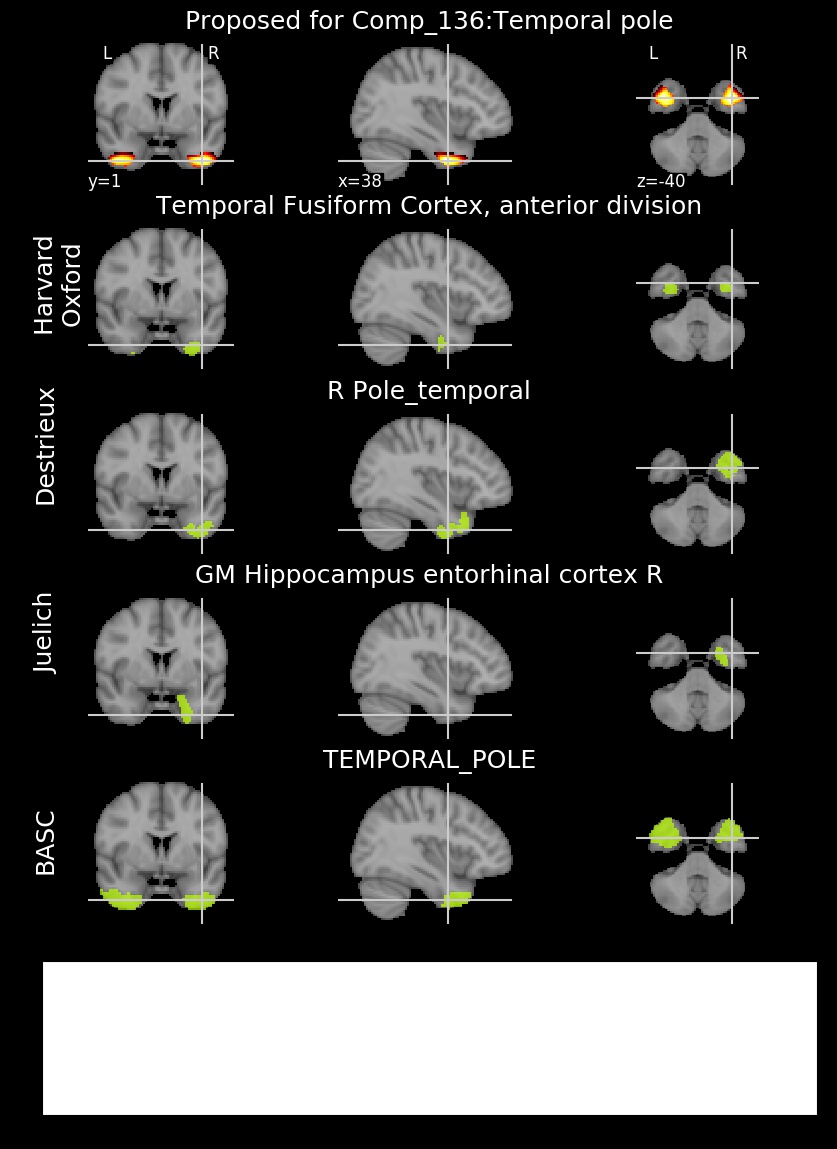 Proposed for Comp_136:Temporal pole
L R L R
y=1 x=38 z=-40
Temporal Fusiform Cortex, anterior division
Harvard
Oxford
R Pole_temporal
Destrieux
GM Hippocampus entorhinal cortex R
Juelich
TEMPORAL_POLE
BASC